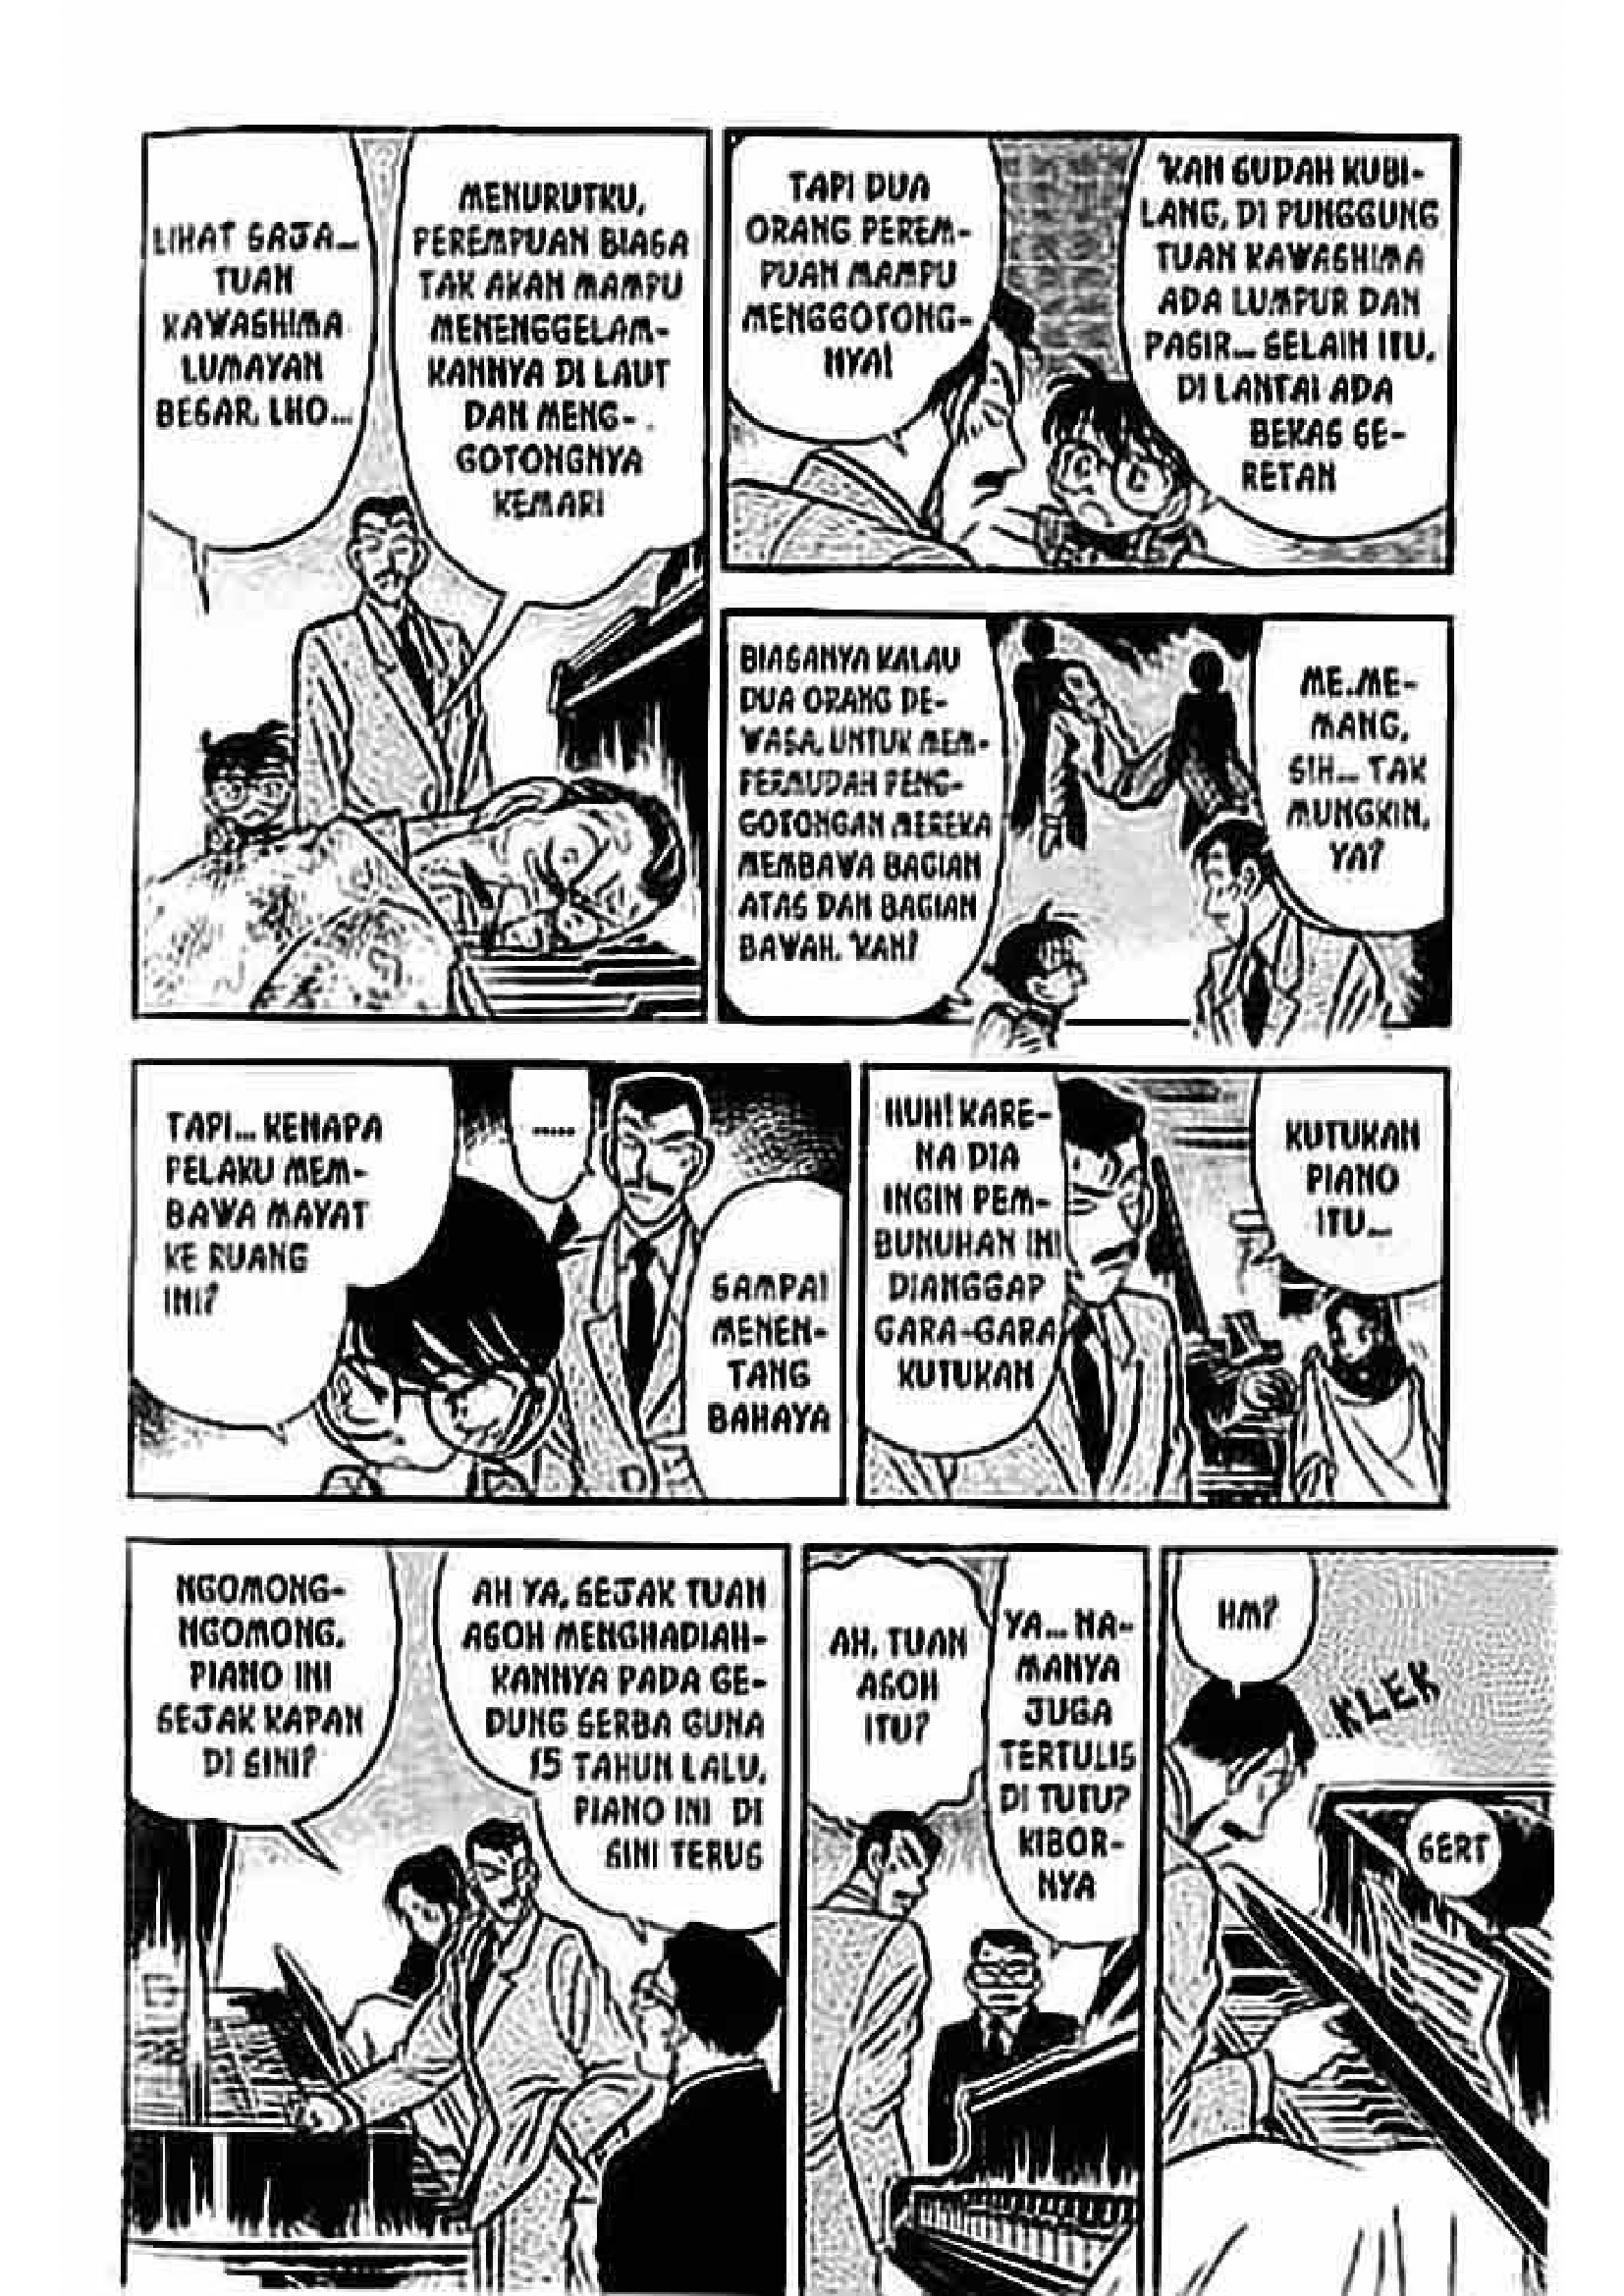 LIHAT SAJA...
TUAN
KAWASHIMA
LUMAYAN
BESAR, LHO...
MENURUTKU,
PEREMPUAN BIASA
TAK AKAN MAMPU
MENENGGELAM-
KANNYA DI LAUT
DAN MENG-
GOTONGNYA
KEMARI
TAPI DUA
ORANG PEREM-
PUAN MAMPU
MENGGOTONG-
NYA!
'KAN SUDAH KUBI-
LANG, DI PUNGGUNG
TUAN KAWASHIMA
ADA LUMPUR DAN
PASIR... SELAIN ITU,
DI LANTAI ADA
BEKAS SE-
RETAN
BIASANYA KALAU
DUA ORANG DE-
WASA, UNTUK MEM-
PERMUDAH PENG-
GOTONGAN MEREKA
MEMBAWA BAGIAN
ATAS DAN BAGIAN
BAWAH, 'KAN?
ME..ME-
MANG,
SIH... TAK
MUNGKIN,
YA?
TAPI... KENAPA
PELAKU MEM-
BAWA MAYAT
KE RUANG
INI?
.....
SAMPAI
MENEN-
TANG
BAHAYA
HUH! KARE-
NA DIA
INGIN PEM-
BUNUHAN INI
DIANGGAP
GARA-GARA
KUTUKAN
KUTUKAN
PIANO
ITU...
NGOMONG-
NGOMONG,
PIANO INI
SEJAK KAPAN
DI SINI?
AH YA, SEJAK TUAN
ASOH MENGHADIAH-
KANNYA PADA GE-
DUNG SERBA GUNA
15 TAHUN LALU,
PIANO INI DI
SINI TERUS
AH, TUAN
ASOH
ITU?
YA... NA-
MANYA
JUGA
TERTULIS
DI TUTU?
KIBOR-
NYA
HM?
KLEK
SERT